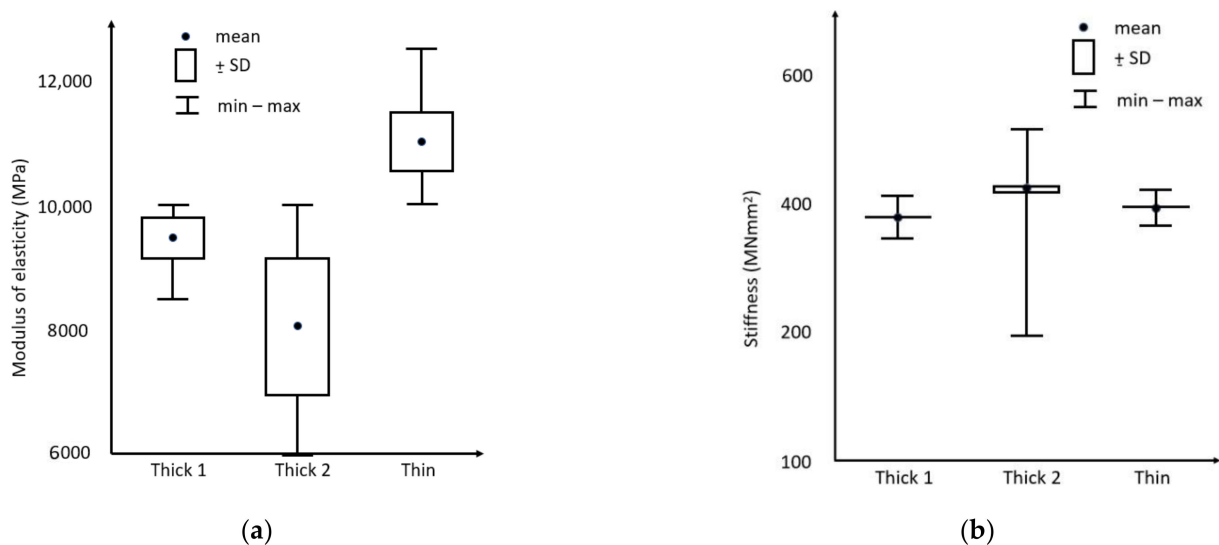 mean
± SD
min – max
12,000
10,000
8000
6000
Modulus of elasticity (MPa)
Thick 1
Thick 2
Thin
(a)
mean
± SD
min – max
600
400
200
100
Stiffness (MNmm²)
Thick 1
Thick 2
Thin
(b)